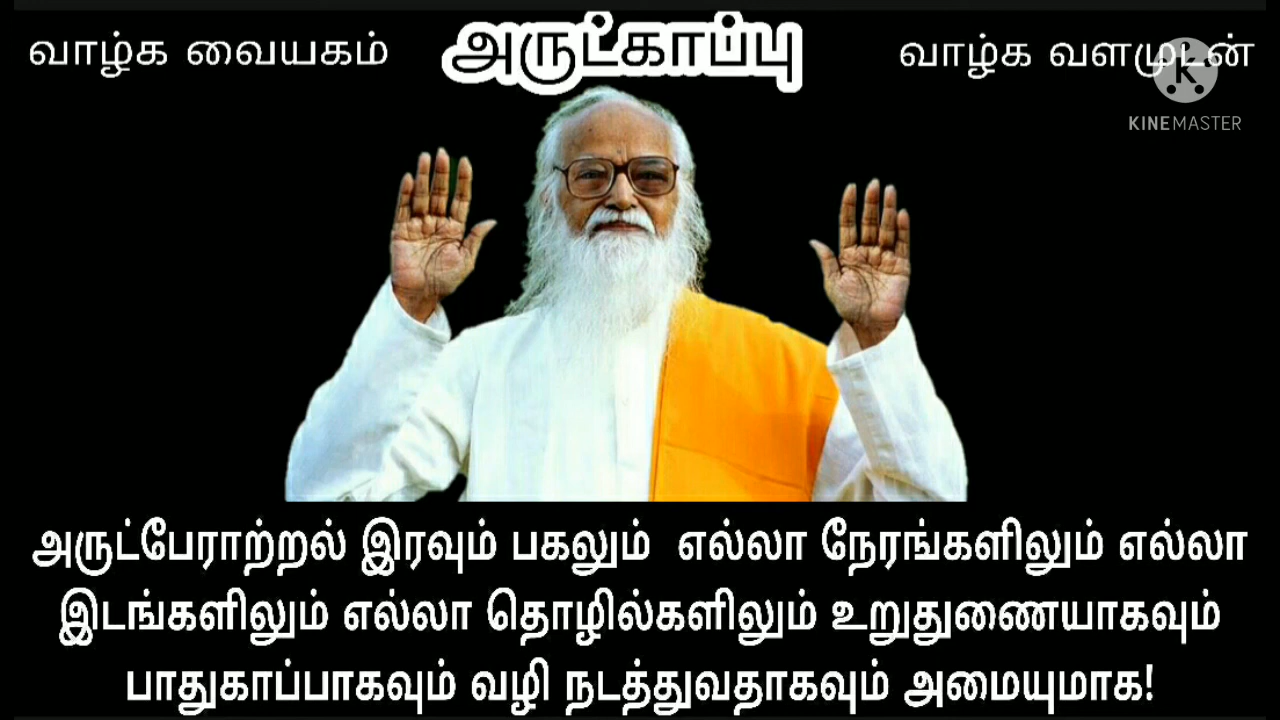 வாழ்க வையகம்
அருட்காப்பு
வாழ்க வளமுடன்
KINEMASTER
அருட்பேராற்றல் இரவும் பகலும் எல்லா நேரங்களிலும் எல்லா
இடங்களிலும் எல்லா தொழில்களிலும் உறுதுணையாகவும்
பாதுகாப்பாகவும் வழி நடத்துவதாகவும் அமையுமாக!